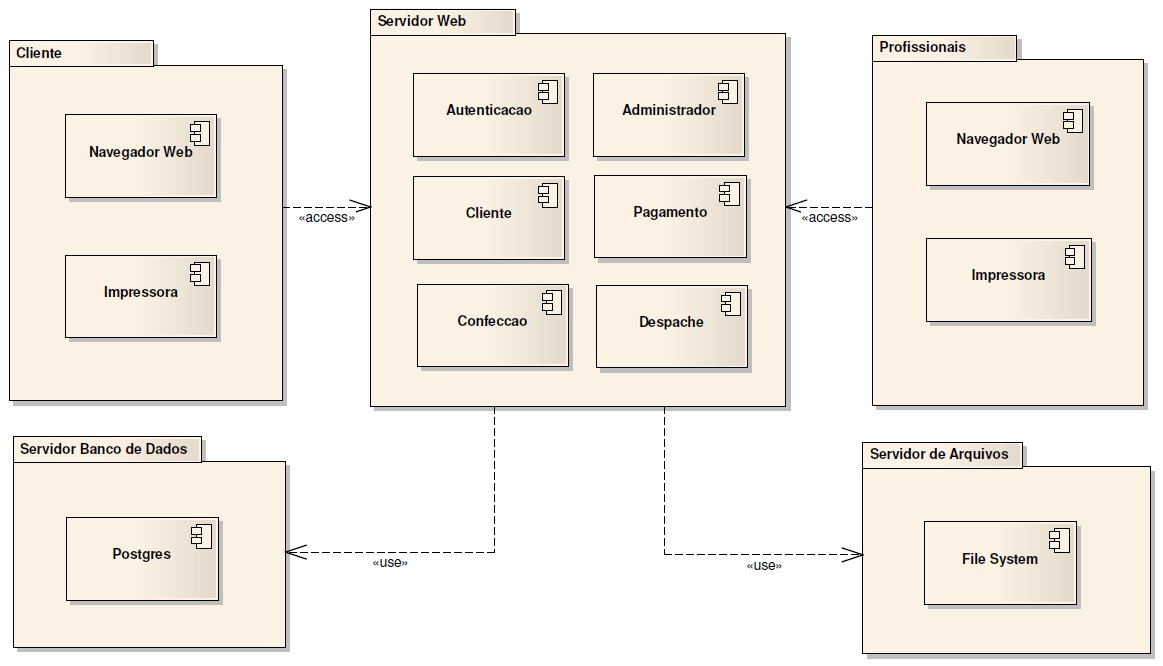 Cliente
Navegador Web
Impressora
Servidor Web
Autenticacao
Administrador
Cliente
Pagamento
Confeccao
Despache
Profissionais
Navegador Web
Impressora
«access»
«access»
Servidor Banco de Dados
Postgres
«use»
«use»
Servidor de Arquivos
File System